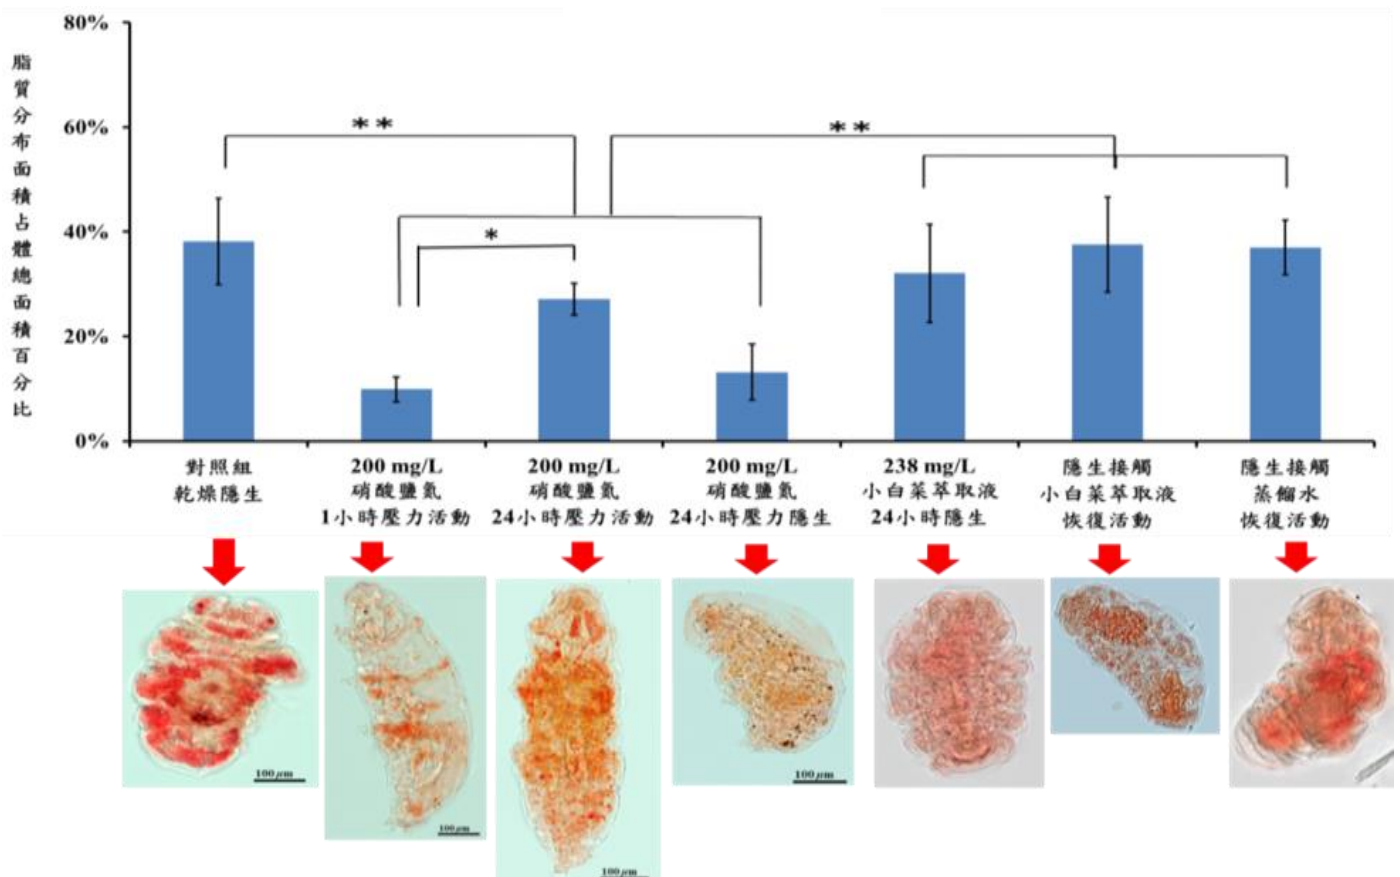 80%
60%
40%
20%
0%
脂質分布面積占體總面積百分比
**
**
*
對照組
乾燥隱生
200 mg/L
硝酸鹽氮
1小時壓力活動
200 mg/L
硝酸鹽氮
24小時壓力活動
200 mg/L
硝酸鹽氮
24小時壓力隱生
238 mg/L
小白菜萃取液
24小時隱生
隱生接觸
小白菜萃取液
恢復活動
隱生接觸
蒸餾水
恢復活動
100 μm
100 μm
100 μm
100 μm